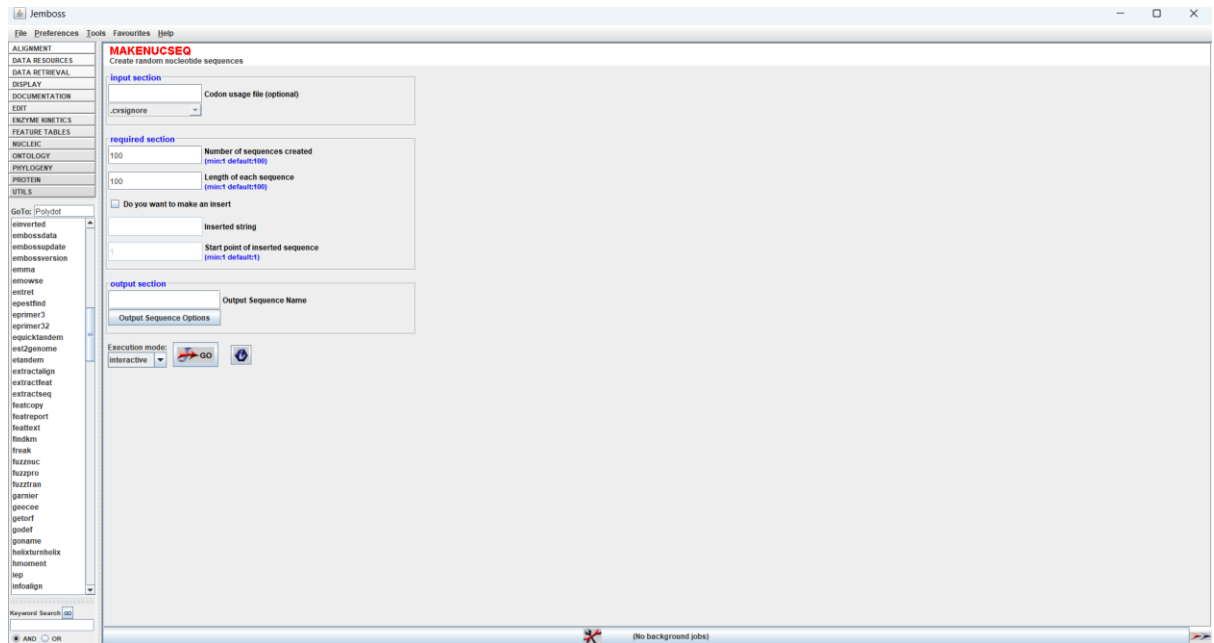 Jemboss
File Preferences Tools Favourites Help
ALIGNMENT
DATA RESOURCES
DATA RETRIEVAL
DISPLAY
DOCUMENTATION
EDIT
ENZYME KINETICS
FEATURE TABLES
NUCLEIC
ONTOLOGY
PHYLOGENY
PROTEIN
UTILS
GoTo: Polydot
einverted
embossdata
embossupdate
embossversion
emma
emowse
entret
epestfind
eprimer3
eprimer32
equicktandem
est2genome
etandem
extractalign
extractfeat
extractseq
featcopy
featreport
feattext
findkm
freak
fuzznuc
fuzzpro
fuzztran
garnier
geecee
getorf
godef
goname
helixturnhelix
hmoment
iep
infoalign
Keyword Search
AND OR
MAKENUCSEQ
Create random nucleotide sequences
input section
Codon usage file (optional)
.cvsignore
required section
100 Number of sequences created
(min:1 default:100)
100 Length of each sequence
(min:1 default:100)
Do you want to make an insert
Inserted string
1 Start point of inserted sequence
(min:1 default:1)
output section
Output Sequence Name
Output Sequence Options
Execution mode:
interactive GO
(No background jobs)